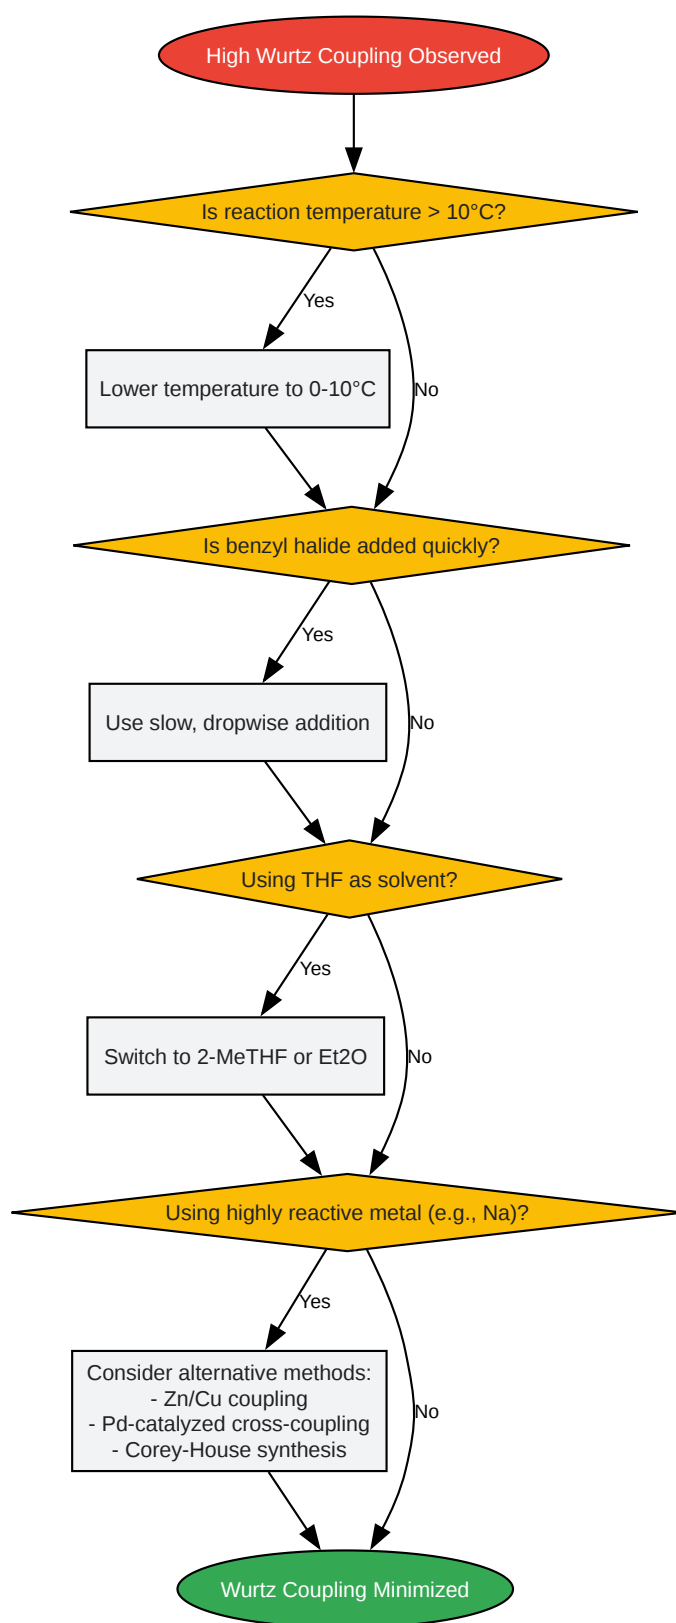 High Wurtz Coupling Observed
Is reaction temperature > 10°C?
Yes
Lower temperature to 0-10°C
No
Is benzyl halide added quickly?
Yes
Use slow, dropwise addition
No
Using THF as solvent?
Yes
Switch to 2-MeTHF or Et2O
No
Using highly reactive metal (e.g., Na)?
Yes
Consider alternative methods:
- Zn/Cu coupling
- Pd-catalyzed cross-coupling
- Corey-House synthesis
No
Wurtz Coupling Minimized